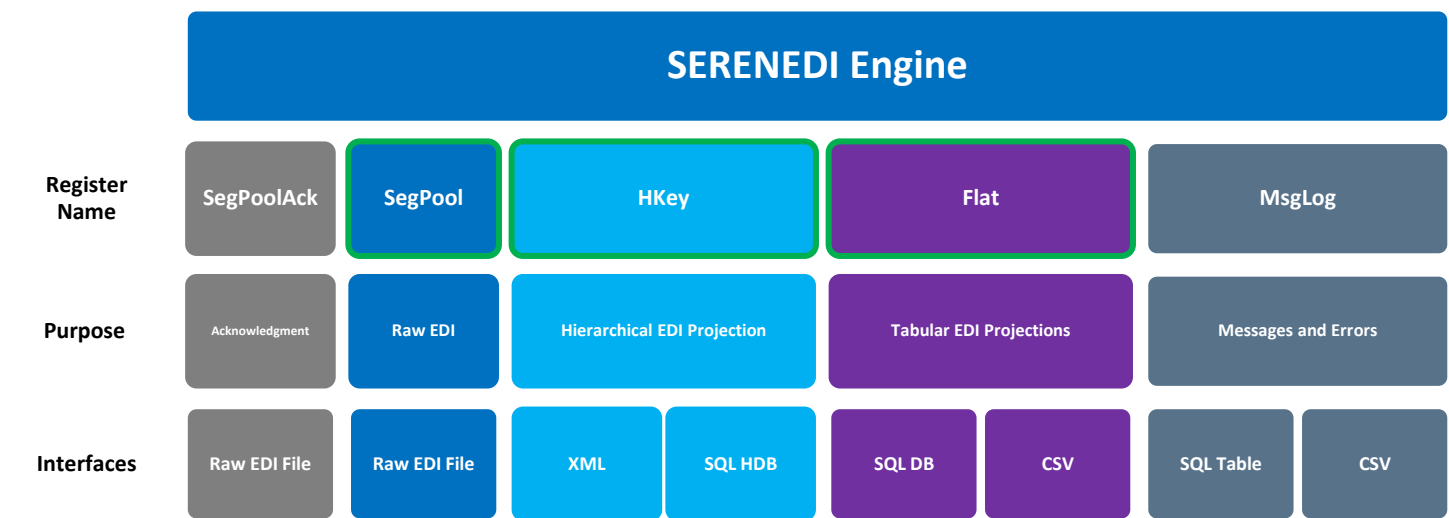 SERENEDI Engine
Register
Name
SegPoolAck
SegPool
HKey
Flat
MsgLog
Purpose
Acknowledgment
Raw EDI
Hierarchical EDI Projection
Tabular EDI Projections
Messages and Errors
Interfaces
Raw EDI File
Raw EDI File
XML
SQL HDB
SQL DB
CSV
SQL Table
CSV